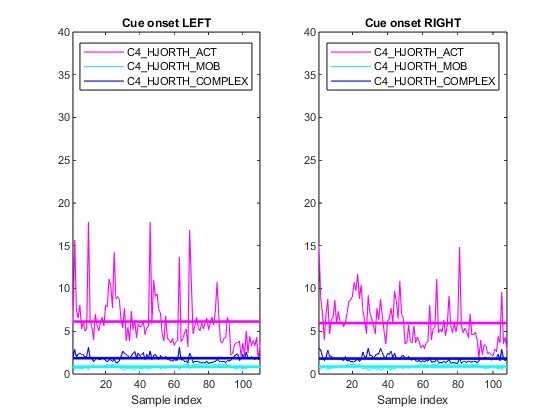 Cue onset LEFT
40
35
30
25
20
15
10
5
0
C4_HJORTH_ACT
C4_HJORTH_MOB
C4_HJORTH_COMPLEX
20 40 60 80 100
Sample index
Cue onset RIGHT
40
35
30
25
20
15
10
5
0
C4_HJORTH_ACT
C4_HJORTH_MOB
C4_HJORTH_COMPLEX
20 40 60 80 100
Sample index